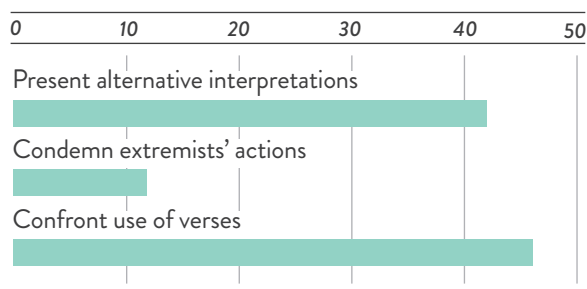 0 10 20 30 40 50
Present alternative interpretations
Condemn extremists’ actions
Confront use of verses